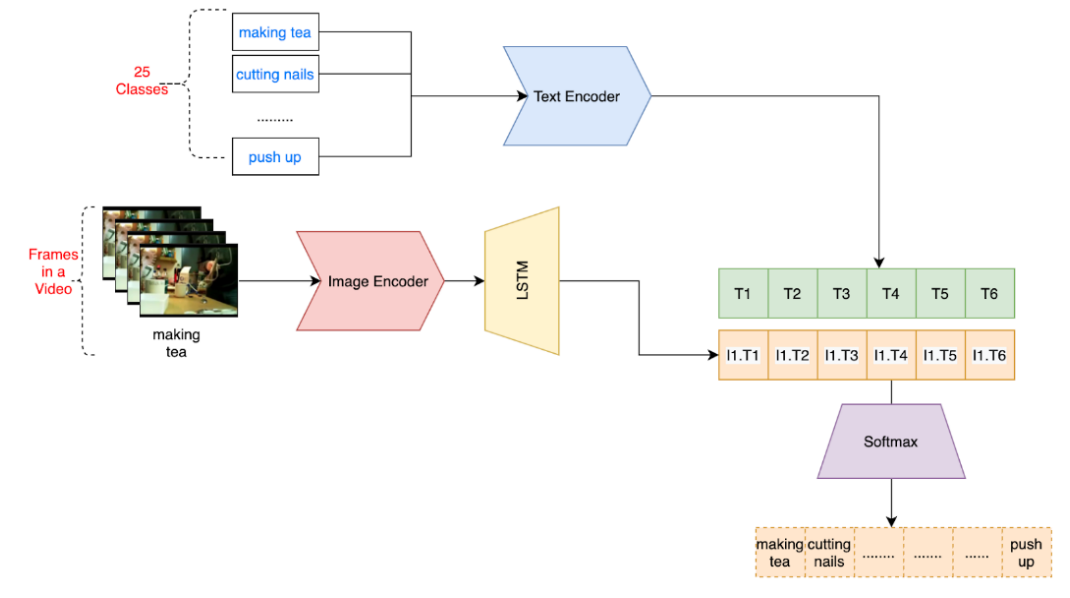 making tea
25
Classes
cutting nails
.........
push up
Text Encoder
Frames
in a
Video
making
tea
Image Encoder
LSTM
T1 T2 T3 T4 T5 T6
I1.T1 I1.T2 I1.T3 I1.T4 I1.T5 I1.T6
Softmax
making cutting ........ ....... ...... push
tea nails up